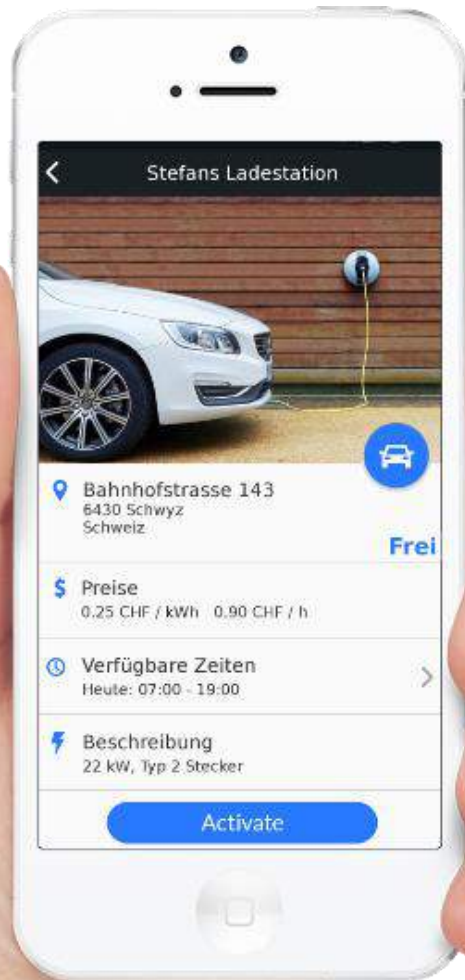 Stefans Ladestation
Bahnhofstrasse 143
6430 Schwyz
Schweiz
Frei
$ Preise
0.25 CHF / kWh 0.90 CHF / h
Verfügbare Zeiten
Heute: 07:00 - 19:00
Beschreibung
22 kW, Typ 2 Stecker
Activate